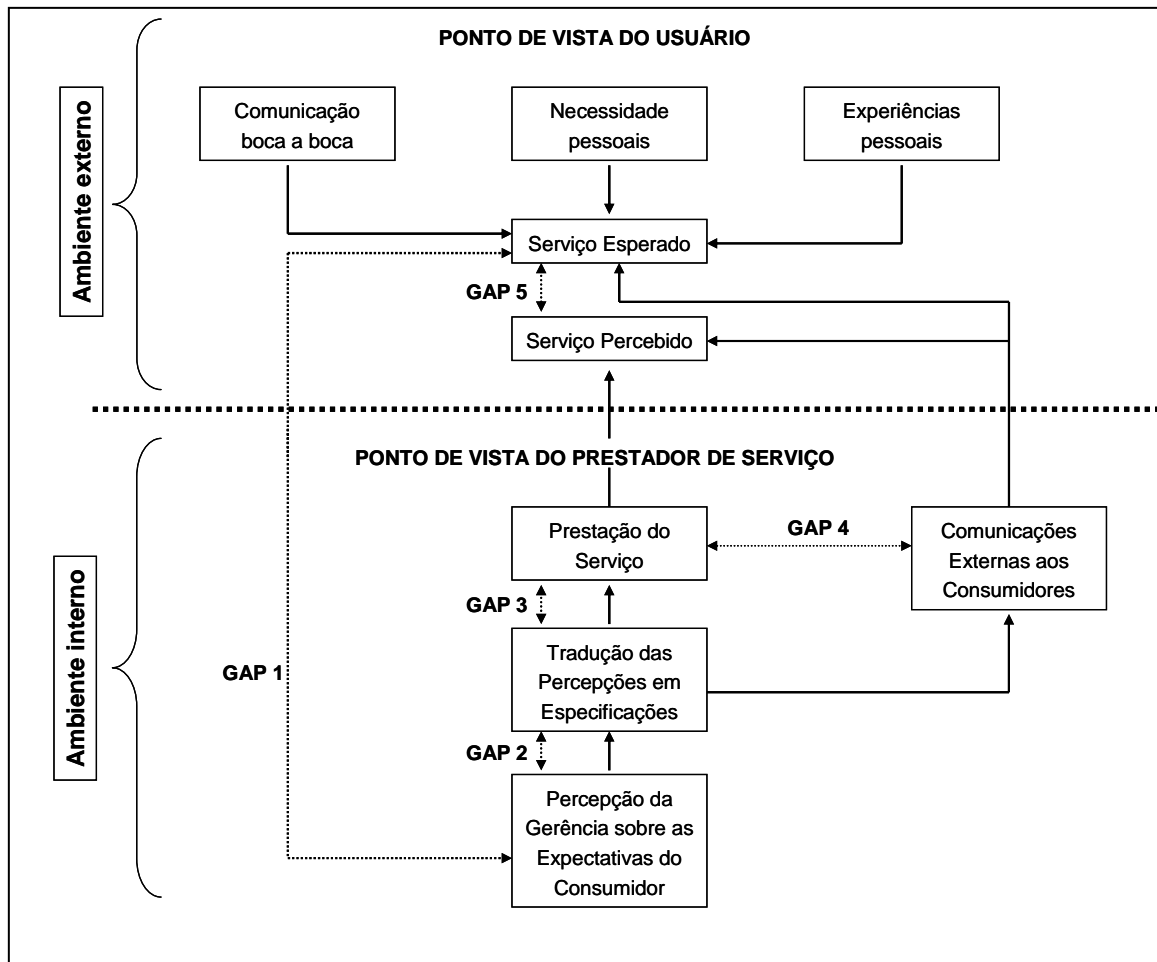 PONTO DE VISTA DO USUÁRIO
Ambiente externo
Comunicação
boca a boca
Necessidade
pessoais
Experiências
pessoais
Serviço Esperado
GAP 5
Serviço Percebido
PONTO DE VISTA DO PRESTADOR DE SERVIÇO
Ambiente interno
Prestação do
Serviço
GAP 4
Comunicações
Externas aos
Consumidores
GAP 3
Tradução das
Percepções em
Especificações
GAP 1
GAP 2
Percepção da
Gerência sobre as
Expectativas do
Consumidor